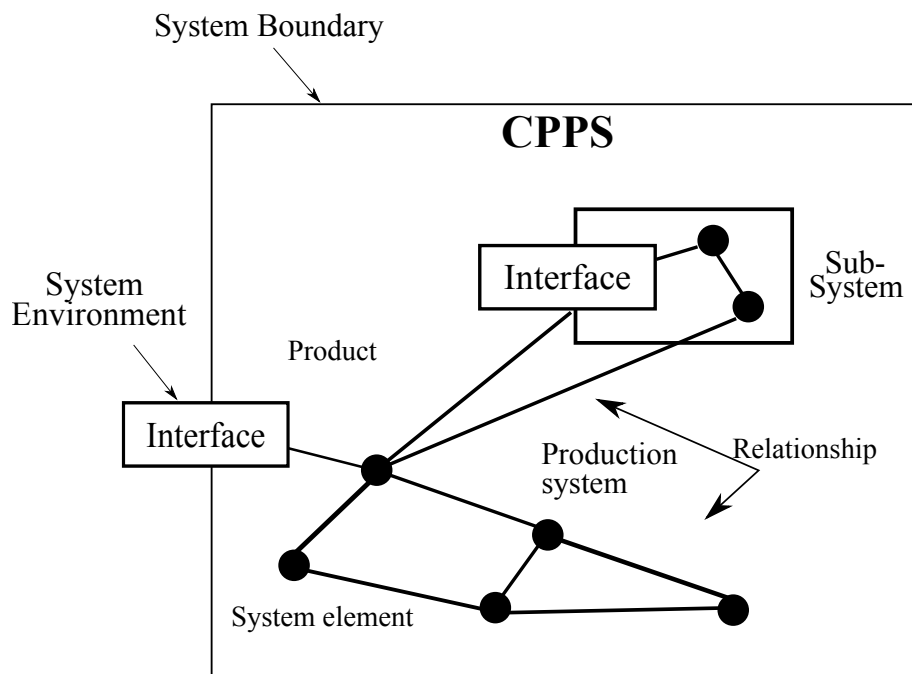 System Boundary
CPPS
Interface
Sub-
System
System
Environment
Product
Interface
Production
system
Relationship
System element